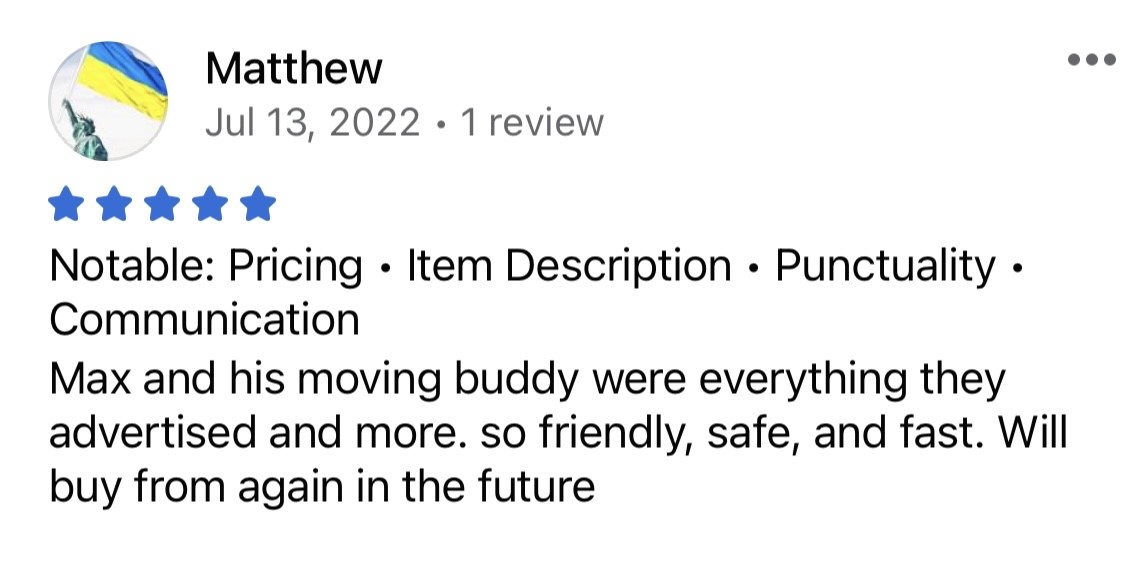 Matthew
Jul 13, 2022 • 1 review
Notable: Pricing • Item Description • Punctuality •
Communication
Max and his moving buddy were everything they
advertised and more. so friendly, safe, and fast. Will
buy from again in the future